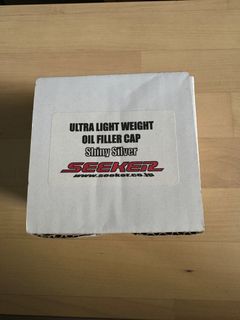 ULTRA LIGHT WEIGHT
OIL FILLER CAP
Shiny Silver
SEEKER
www.seeker.co.jp